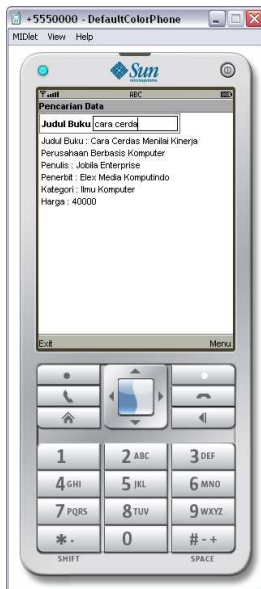 +5550000 - DefaultColorPhone
MIDlet View Help
Sun
microsystems
ABC
Pencarian Data
Judul Buku cara cerda
Judul Buku : Cara Cerdas Menilai Kinerja
Perusahaan Berbasis Komputer
Penulis : Jobila Enterprise
Penerbit : Elex Media Komputindo
Kategori : Ilmu Komputer
Harga : 40000
Exit Menu
1 2 ABC 3 DEF
4 GHI 5 JKL 6 MNO
7 PQRS 8 TUV 9 WXYZ
* . 0 # - +
SHIFT SPACE